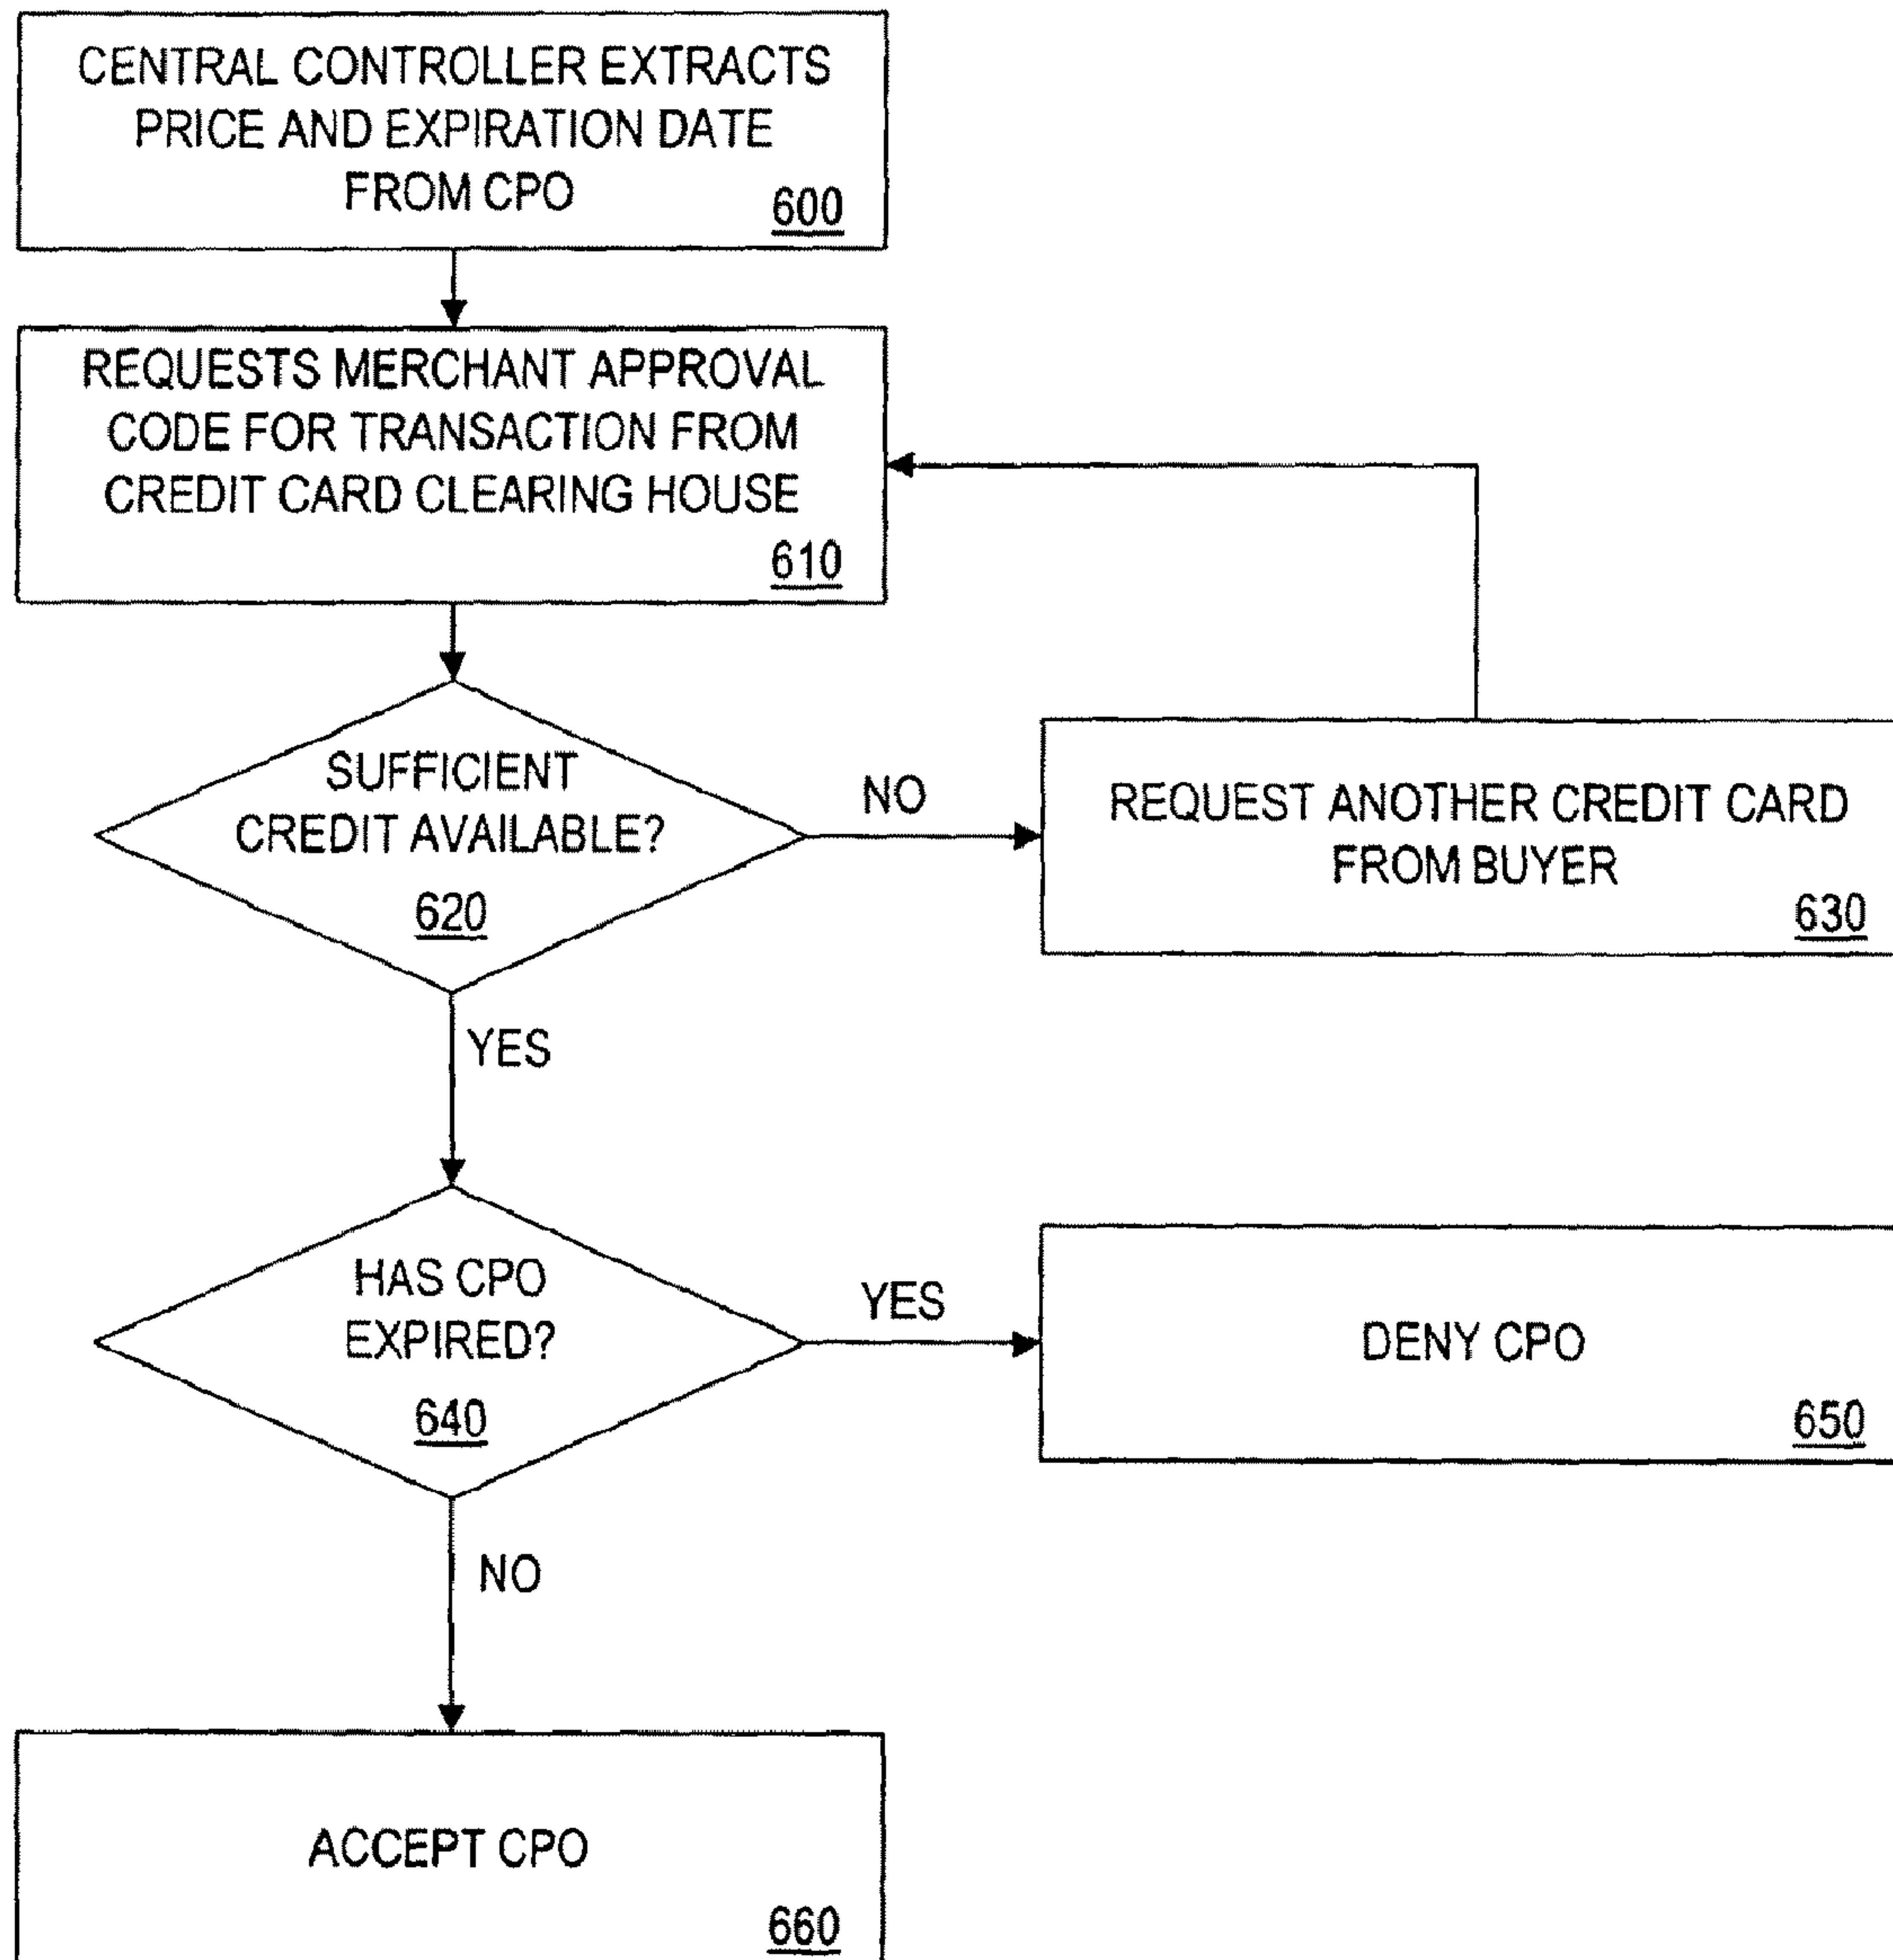 CENTRAL CONTROLLER EXTRACTS
PRICE AND EXPIRATION DATE
FROM CPO
600
REQUESTS MERCHANT APPROVAL
CODE FOR TRANSACTION FROM
CREDIT CARD CLEARING HOUSE
610
SUFFICIENT
CREDIT AVAILABLE?
620
NO
REQUEST ANOTHER CREDIT CARD
FROM BUYER
630
YES
HAS CPO
EXPIRED?
640
YES
DENY CPO
650
NO
ACCEPT CPO
660